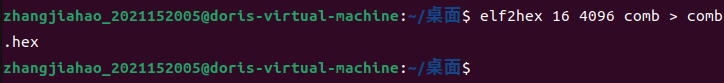 zhangjiahao_2021152005@doris-virtual-machine:~/桌面$ elf2hex 16 4096 comb > comb
.hex
zhangjiahao_2021152005@doris-virtual-machine:~/桌面$